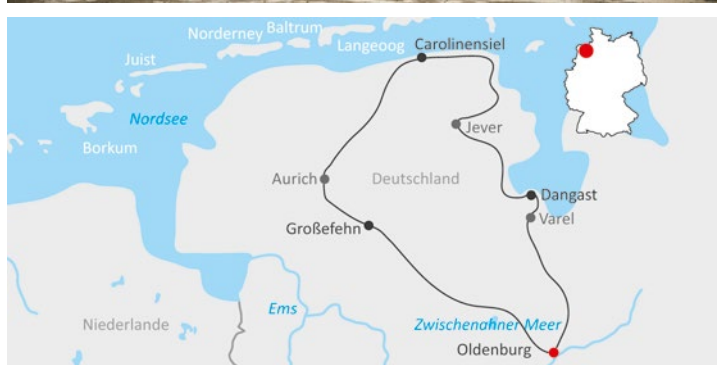 Norderney
Baltrum
Langeoog
Carolinensiel
Juist
Nordsee
Borkum
Jever
Aurich
Deutschland
Dangast
Varel
Großefehn
Ems
Niederlande
Zwischenahner Meer
Oldenburg